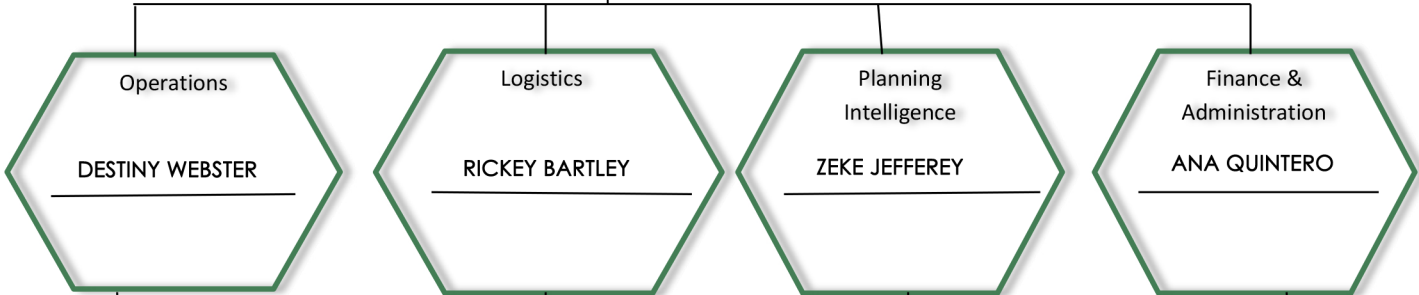 Operations
DESTINY WEBSTER
Logistics
RICKEY BARTLEY
Planning
Intelligence
ZEKE JEFFEREY
Finance &
Administration
ANA QUINTERO